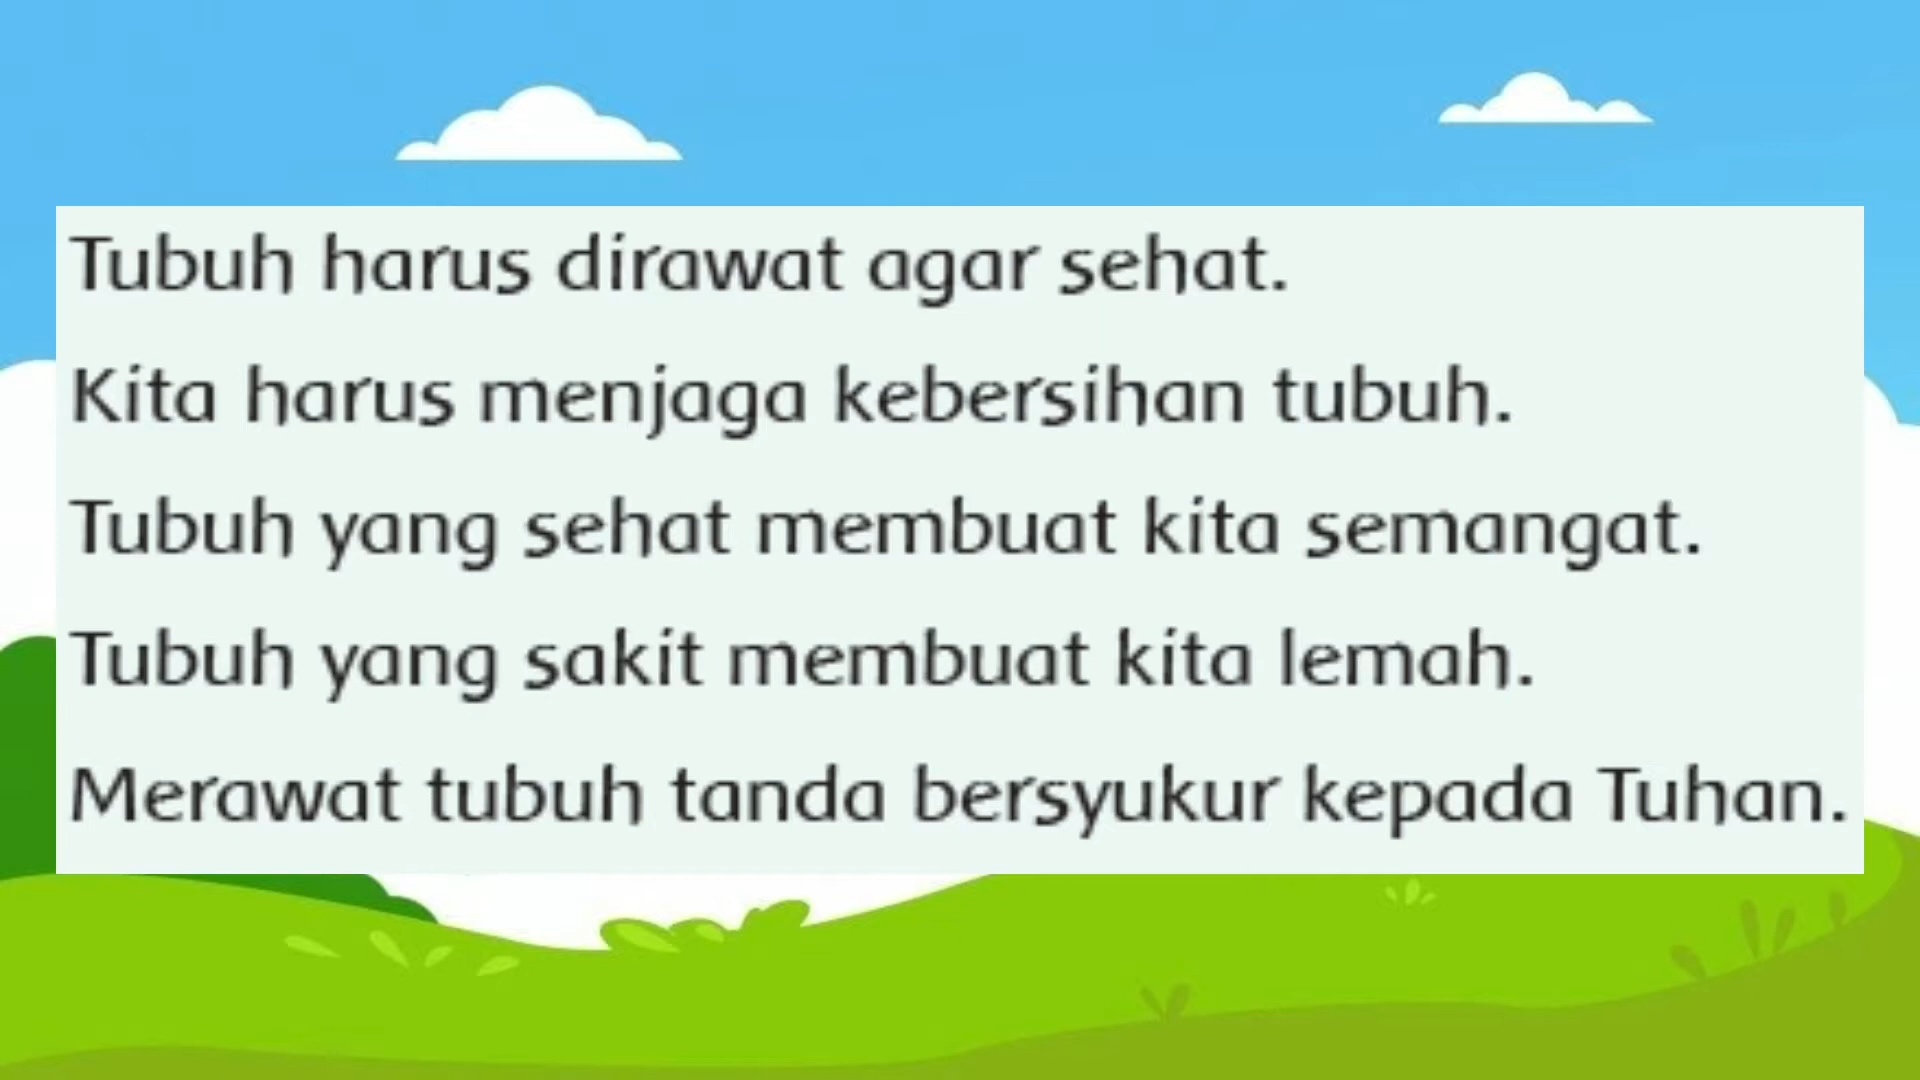 Tubuh harus dirawat agar sehat.
Kita harus menjaga kebersihan tubuh.
Tubuh yang sehat membuat kita semangat.
Tubuh yang sakit membuat kita lemah.
Merawat tubuh tanda bersyukur kepada Tuhan.